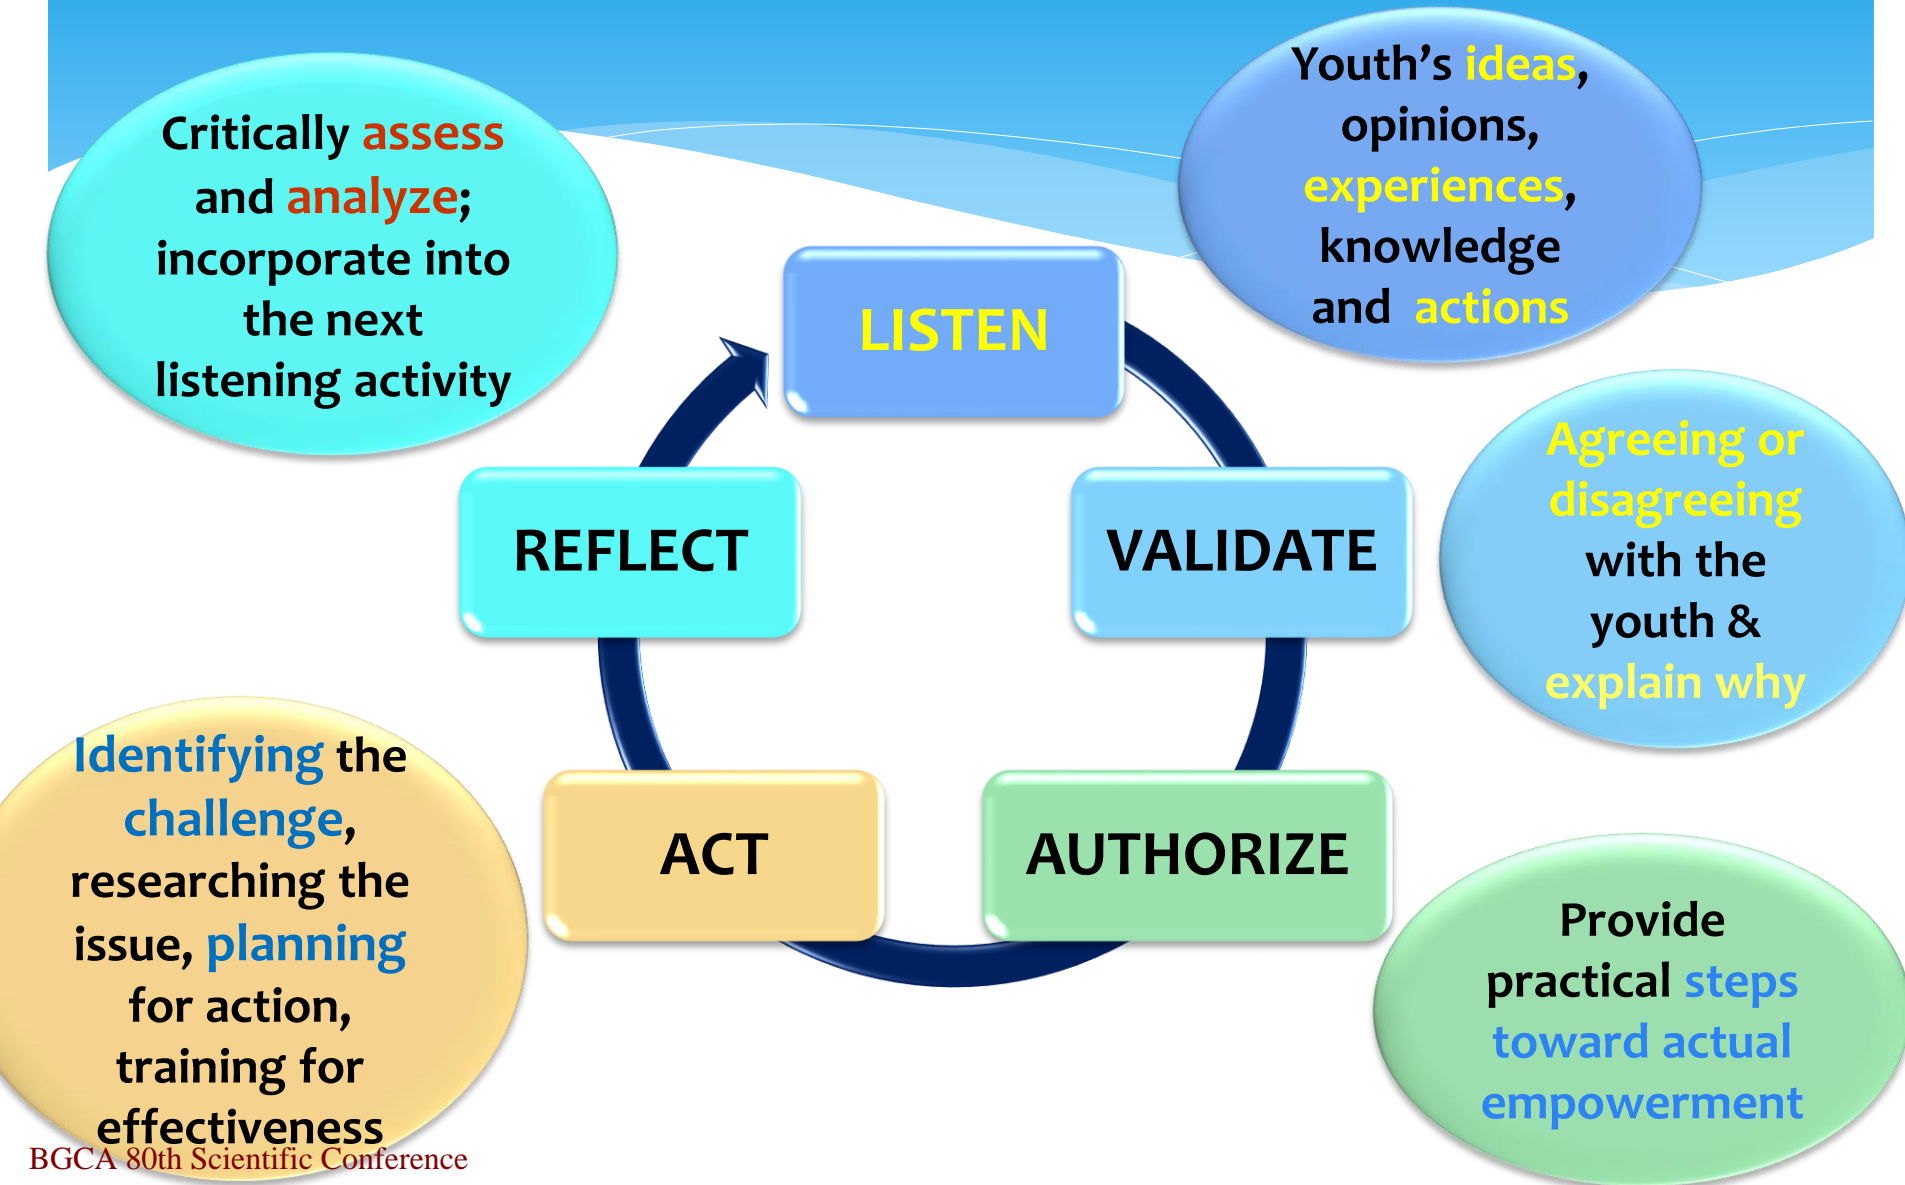 LISTEN
Youth’s ideas,
opinions,
experiences,
knowledge
and actions
VALIDATE
Agreeing or
disagreeing
with the
youth &
explain why
AUTHORIZE
Provide
practical steps
toward actual
empowerment
ACT
Identifying the
challenge,
researching the
issue, planning
for action,
training for
effectiveness
REFLECT
Critically assess
and analyze;
incorporate into
the next
listening activity
BGCA 80th Scientific Conference